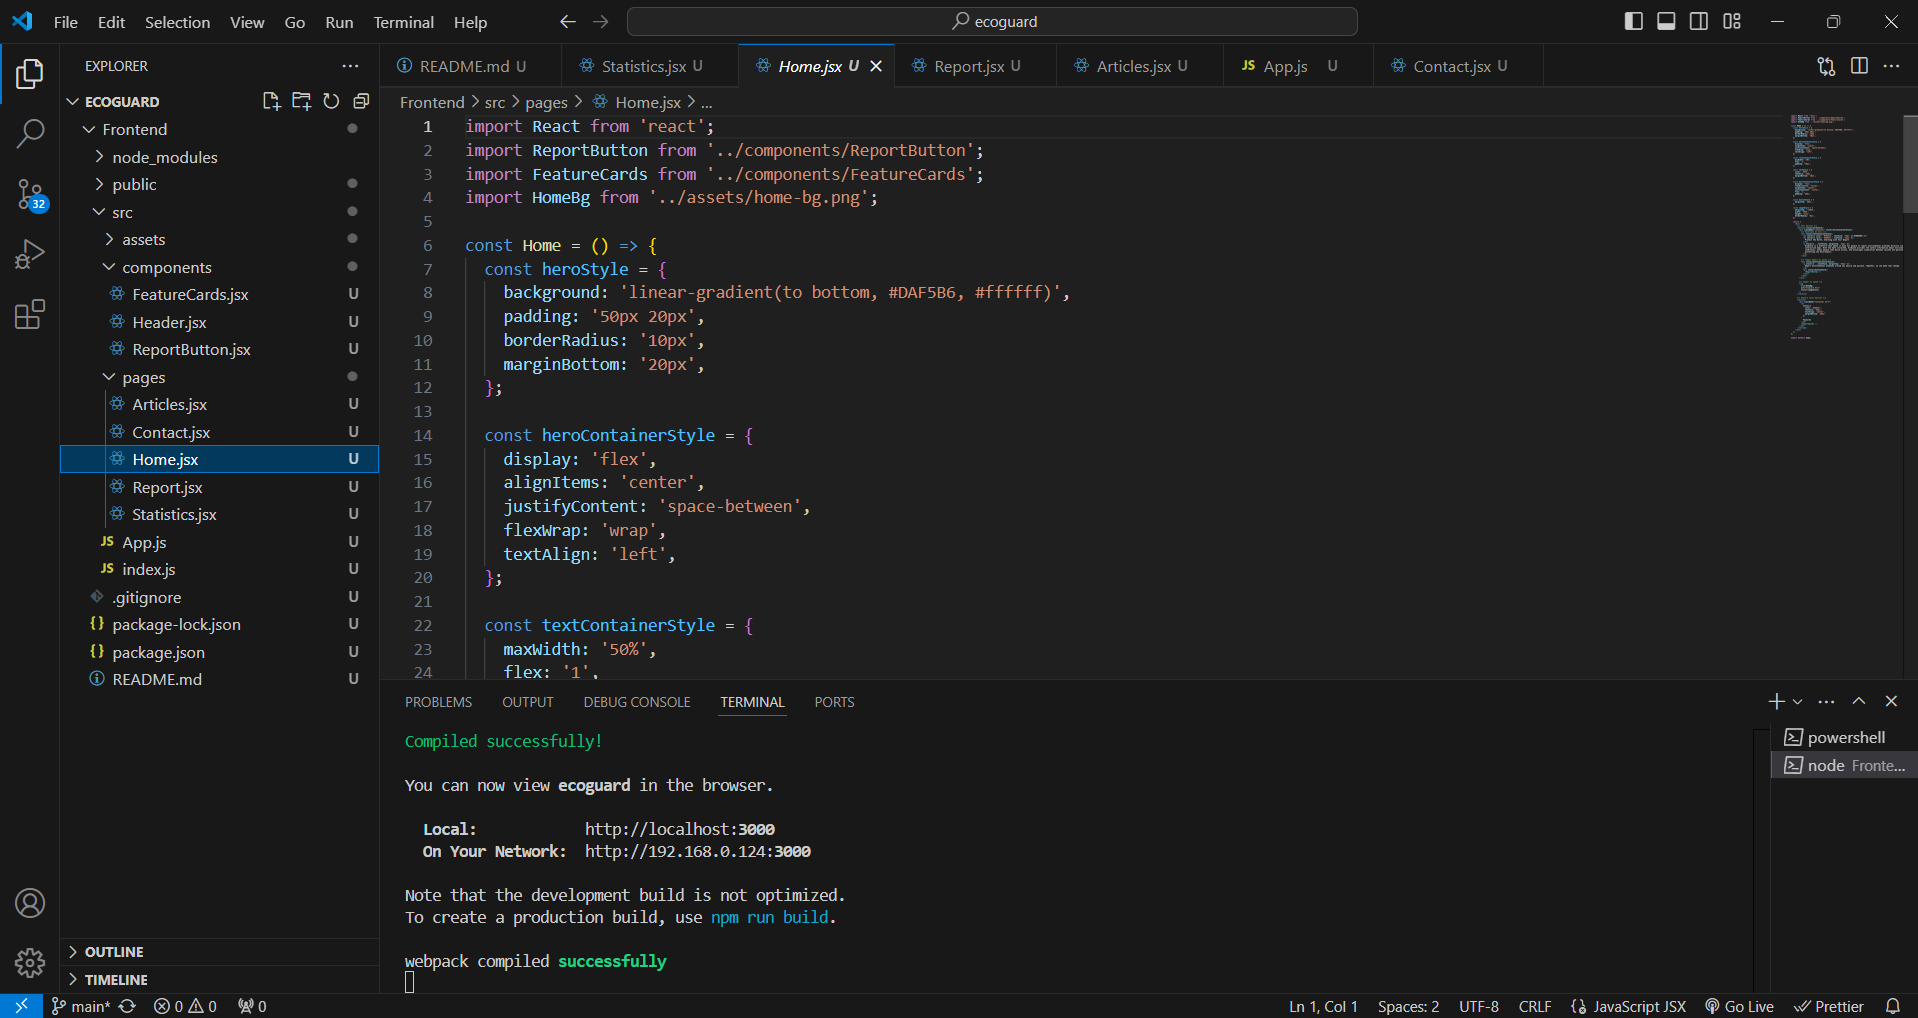 File Edit Selection View Go Run Terminal Help
ecoguard
EXPLORER
ECOGUARD
Frontend
node_modules
public
src
assets
components
FeatureCards.jsx U
Header.jsx U
ReportButton.jsx U
pages
Articles.jsx U
Contact.jsx U
Home.jsx U
Report.jsx U
Statistics.jsx U
JS App.js U
JS index.js U
.gitignore U
{} package-lock.json U
{} package.json U
README.md U
OUTLINE
TIMELINE
32
README.md U Statistics.jsx U Home.jsx U Report.jsx U Articles.jsx U JS App.js U Contact.jsx U
Frontend > src > pages > Home.jsx > ...
1 import React from 'react';
2 import ReportButton from '../components/ReportButton';
3 import FeatureCards from '../components/FeatureCards';
4 import HomeBg from '../assets/home-bg.png';
5
6 const Home = () => {
7 const heroStyle = {
8 background: 'linear-gradient(to bottom, #DAF5B6, #ffffff)',
9 padding: '50px 20px',
10 borderRadius: '10px',
11 marginBottom: '20px',
12 };
13
14 const heroContainerStyle = {
15 display: 'flex',
16 alignItems: 'center',
17 justifyContent: 'space-between',
18 flexWrap: 'wrap',
19 textAlign: 'left',
20 };
21
22 const textContainerStyle = {
23 maxWidth: '50%',
24 flex: '1',
PROBLEMS OUTPUT DEBUG CONSOLE TERMINAL PORTS
Compiled successfully!
You can now view ecoguard in the browser.
Local: http://localhost:3000
On Your Network: http://192.168.0.124:3000
Note that the development build is not optimized.
To create a production build, use npm run build.
webpack compiled successfully
powershell
node Fronte...
main* 0 0 0
Ln 1, Col 1 Spaces: 2 UTF-8 CRLF JavaScript JSX Go Live Prettier